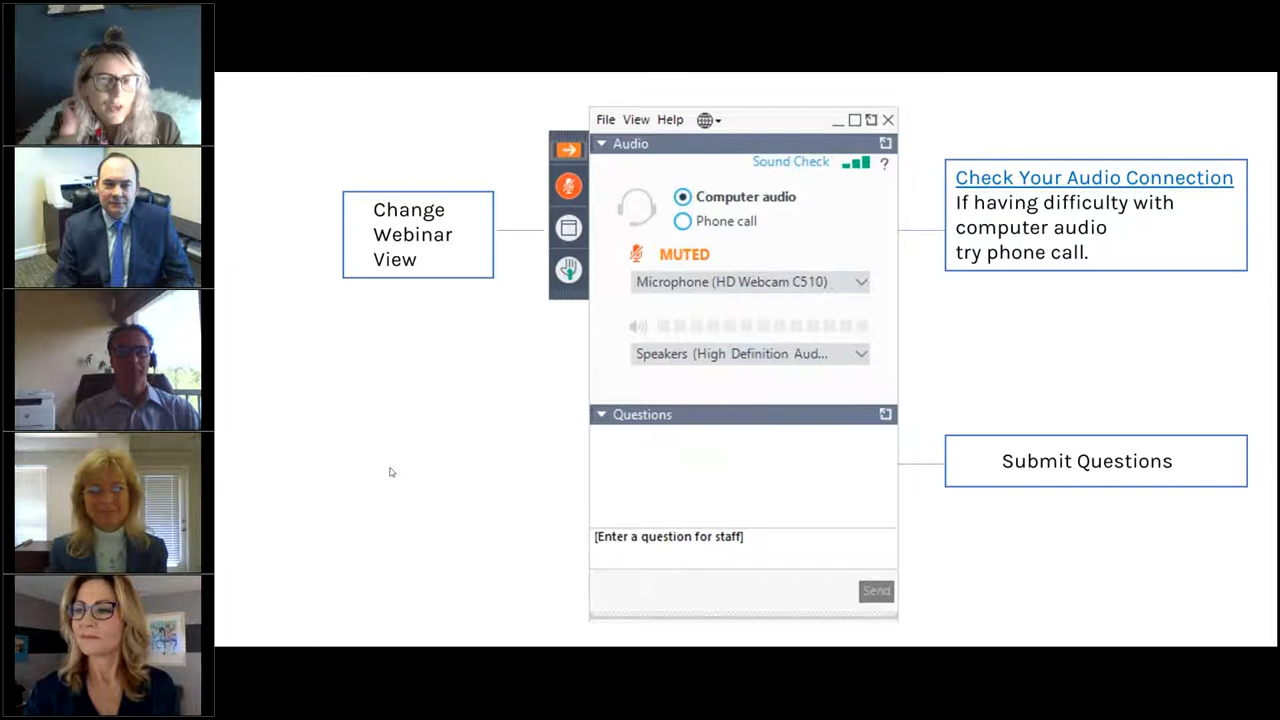 File View Help
Audio
Sound Check ?
Computer audio
Phone call
MUTED
Microphone (HD Webcam C510)
Speakers (High Definition Aud...
Questions
[Enter a question for staff]
Send
Change
Webinar
View
Check Your Audio Connection
If having difficulty with
computer audio
try phone call.
Submit Questions